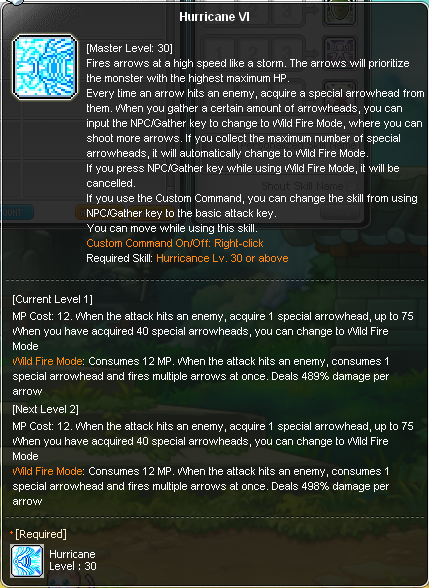 Hurricane VI
[Master Level: 30]
Fires arrows at a high speed like a storm. The arrows will prioritize
the monster with the highest maximum HP.
Every time an arrow hits an enemy, acquire a special arrowhead from
them. When you gather a certain amount of arrowheads, you can
input the NPC/Gather key to change to Wild Fire Mode, where you can
shoot more arrows. If you collect the maximum number of special
arrowheads, it will automatically change to Wild Fire Mode.
If you press NPC/Gather key while using Wild Fire Mode, it will be
cancelled.
If you use the Custom Command, you can change the skill from using
NPC/Gather key to the basic attack key.
You can move while using this skill.
Custom Command On/Off: Right-click
Required Skill: Hurricance Lv. 30 or above
[Current Level 1]
MP Cost: 12. When the attack hits an enemy, acquire 1 special arrowhead, up to 75
When you have acquired 40 special arrowheads, you can change to Wild Fire
Mode
Wild Fire Mode: Consumes 12 MP. When the attack hits an enemy, consumes 1
special arrowhead and fires multiple arrows at once. Deals 489% damage per
arrow
[Next Level 2]
MP Cost: 12. When the attack hits an enemy, acquire 1 special arrowhead, up to 75
When you have acquired 40 special arrowheads, you can change to Wild Fire
Mode
Wild Fire Mode: Consumes 12 MP. When the attack hits an enemy, consumes 1
special arrowhead and fires multiple arrows at once. Deals 498% damage per
arrow
* [Required]
Hurricane
Level : 30